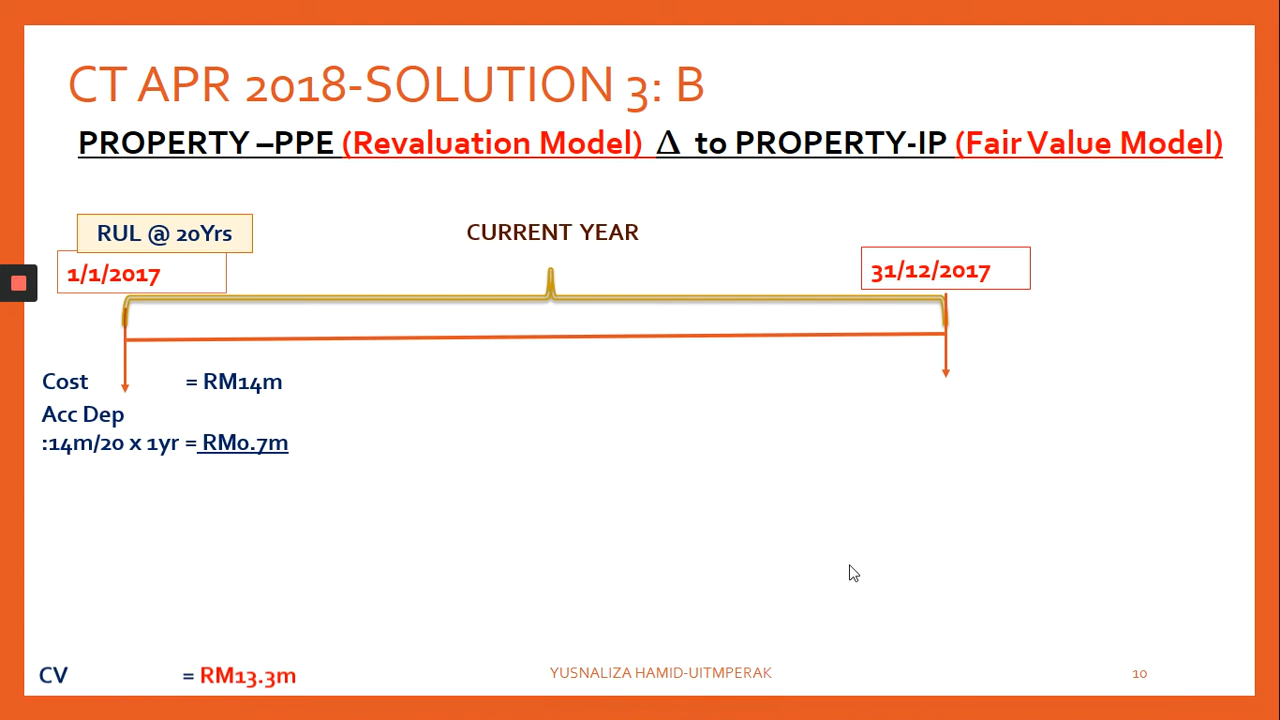 CT APR 2018-SOLUTION 3: B
PROPERTY –PPE (Revaluation Model) Δ to PROPERTY-IP (Fair Value Model)
RUL @ 20Yrs
CURRENT YEAR
1/1/2017
31/12/2017
Cost = RM14m
Acc Dep
:14m/20 x 1yr = RM0.7m
CV = RM13.3m
YUSNALIZA HAMID-UITMPERAK
10